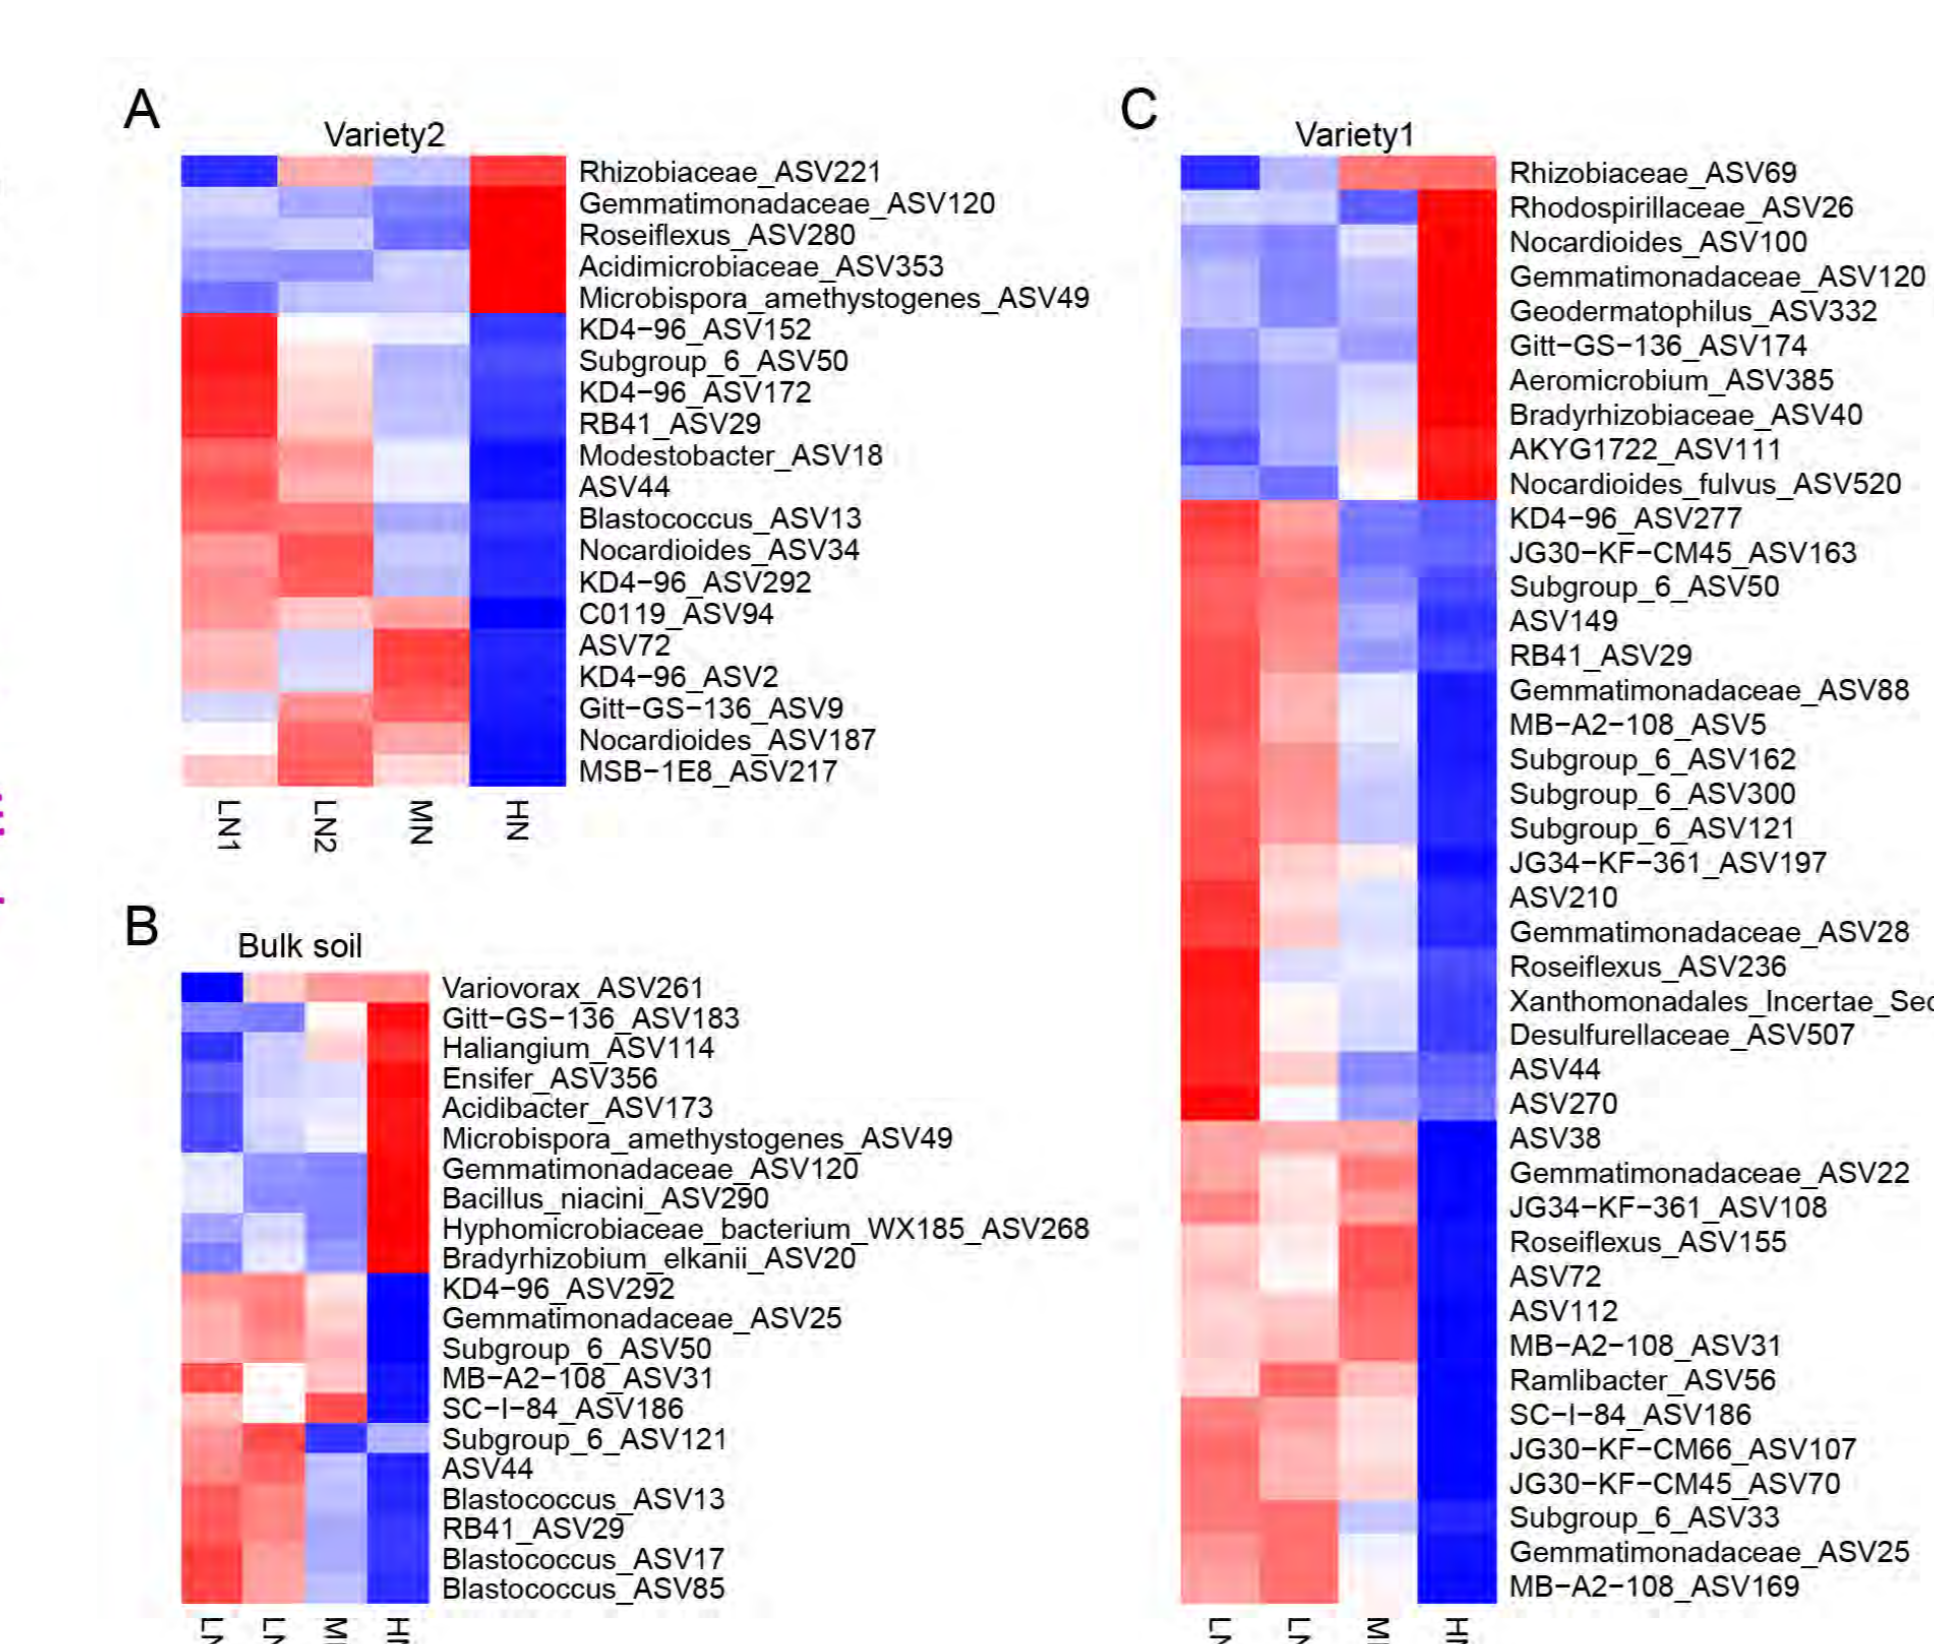 A
Variety2
Rhizobiaceae_ASV221
Gemmatimonadaceae_ASV120
Roseiflexus_ASV280
Acidimicrobiaceae_ASV353
Microbispora_amethystogenes_ASV49
KD4−96_ASV152
Subgroup_6_ASV50
KD4−96_ASV172
RB41_ASV29
Modestobacter_ASV18
ASV44
Blastococcus_ASV13
Nocardioides_ASV34
KD4−96_ASV292
C0119_ASV94
ASV72
KD4−96_ASV2
Gitt−GS−136_ASV9
Nocardioides_ASV187
MSB−1E8_ASV217
LN1
LN2
MN
HN
B
Bulk soil
Variovorax_ASV261
Gitt−GS−136_ASV183
Haliangium_ASV114
Ensifer_ASV356
Acidibacter_ASV173
Microbispora_amethystogenes_ASV49
Gemmatimonadaceae_ASV120
Bacillus_niacini_ASV290
Hyphomicrobiaceae_bacterium_WX185_ASV268
Bradyrhizobium_elkanii_ASV20
KD4−96_ASV292
Gemmatimonadaceae_ASV25
Subgroup_6_ASV50
MB−A2−108_ASV31
SC−I−84_ASV186
Subgroup_6_ASV121
ASV44
Blastococcus_ASV13
RB41_ASV29
Blastococcus_ASV17
Blastococcus_ASV85
C
Variety1
Rhizobiaceae_ASV69
Rhodospirillaceae_ASV26
Nocardioides_ASV100
Gemmatimonadaceae_ASV120
Geodermatophilus_ASV332
Gitt−GS−136_ASV174
Aeromicrobium_ASV385
Bradyrhizobiaceae_ASV40
AKYG1722_ASV111
Nocardioides_fulvus_ASV520
KD4−96_ASV277
JG30−KF−CM45_ASV163
Subgroup_6_ASV50
ASV149
RB41_ASV29
Gemmatimonadaceae_ASV88
MB−A2−108_ASV5
Subgroup_6_ASV162
Subgroup_6_ASV300
Subgroup_6_ASV121
JG34−KF−361_ASV197
ASV210
Gemmatimonadaceae_ASV28
Roseiflexus_ASV236
Xanthomonadales_Incertae_Sec
Desulfurellaceae_ASV507
ASV44
ASV270
ASV38
Gemmatimonadaceae_ASV22
JG34−KF−361_ASV108
Roseiflexus_ASV155
ASV72
ASV112
MB−A2−108_ASV31
Ramlibacter_ASV56
SC−I−84_ASV186
JG30−KF−CM66_ASV107
JG30−KF−CM45_ASV70
Subgroup_6_ASV33
Gemmatimonadaceae_ASV25
MB−A2−108_ASV169